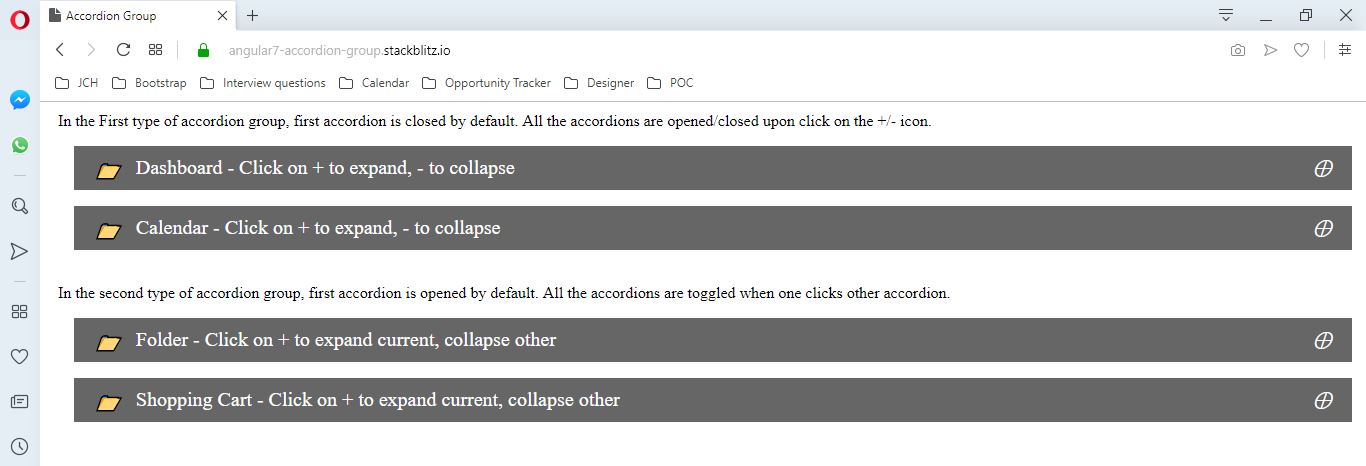 Accordion Group
angular7-accordion-group.stackblitz.io
JCH Bootstrap Interview questions Calendar Opportunity Tracker Designer POC
In the First type of accordion group, first accordion is closed by default. All the accordions are opened/closed upon click on the +/- icon.
Dashboard - Click on + to expand, - to collapse
Calendar - Click on + to expand, - to collapse
In the second type of accordion group, first accordion is opened by default. All the accordions are toggled when one clicks other accordion.
Folder - Click on + to expand current, collapse other
Shopping Cart - Click on + to expand current, collapse other